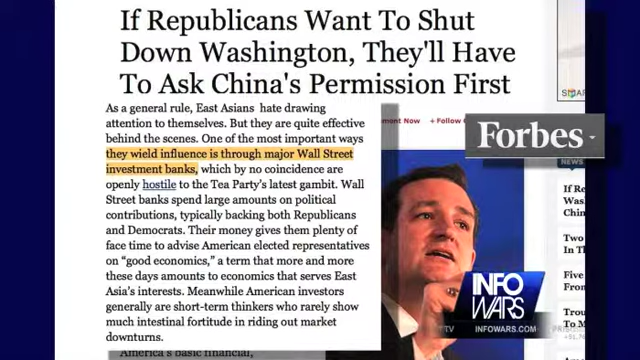 If Republicans Want To Shut
Down Washington, They'll Have
To Ask China's Permission First
As a general rule, East Asians hate drawing
attention to themselves. But they are quite effective
behind the scenes. One of the most important ways
they wield influence is through major Wall Street
investment banks, which by no coincidence are
openly hostile to the Tea Party's latest gambit. Wall
Street banks spend large amounts on political
contributions, typically backing both Republicans
and Democrats. Their money gives them plenty of
face time to advise American elected representatives
on "good economics," a term that more and more
these days amounts to economics that serves East
Asia's interests. Meanwhile American investors
generally are short-term thinkers who rarely show
much intestinal fortitude in riding out market
downturns.
America's basic financial,
ment Now + Follow
Forbes
NEWS
If R
Was
Chin
Two
In Th
Five
From
Trou
To M
INFO
WARS
TV INFOWARS.COM